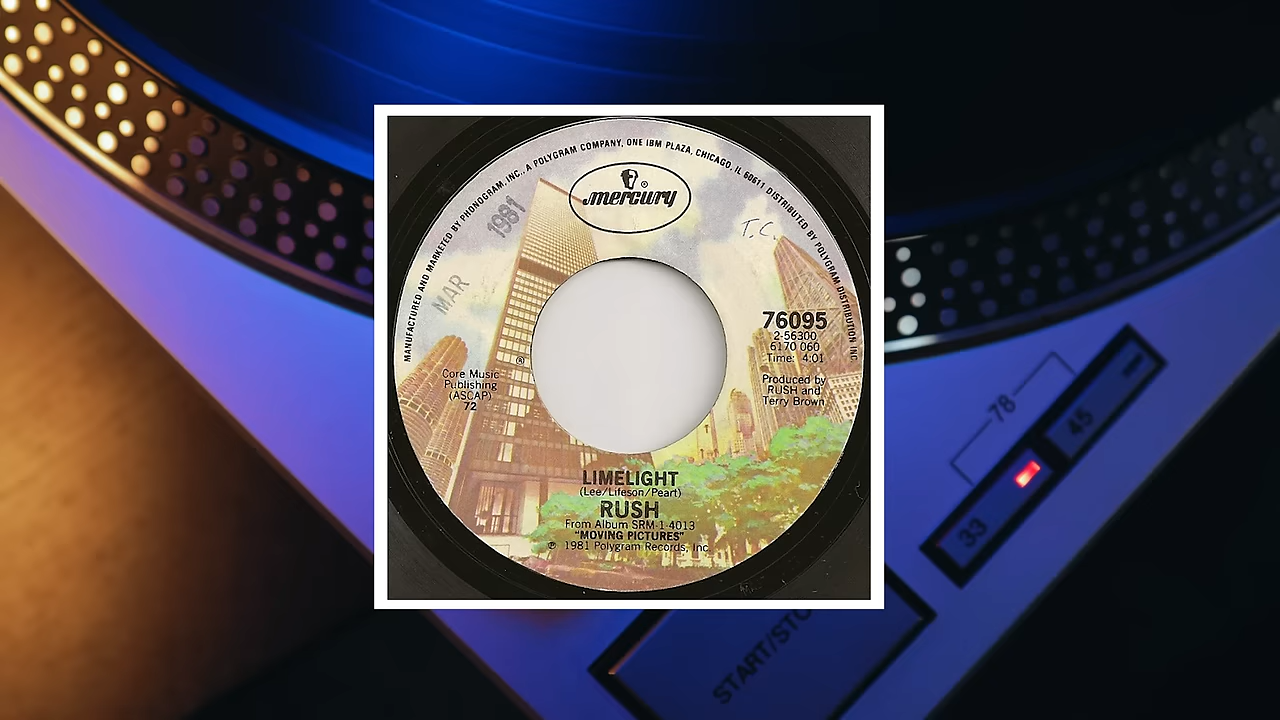 MANUFACTURED AND MARKETED BY PHONOGRAM, INC., A POLYGRAM COMPANY, ONE IBM PLAZA, CHICAGO, IL 60611 DISTRIBUTED BY POLYGRAM DISTRIBUTION INC.
mercury
®
MAR 1981
T.C.
76095
2-56300
6170 060
Time: 4:01
Produced by
RUSH and
Terry Brown
Ⓡ
Core Music
Publishing
(ASCAP)
72
LIMELIGHT
(Lee/Lifeson/Peart)
RUSH
From Album SRM-1-4013
"MOVING PICTURES"
℗ 1981 Polygram Records, Inc.
78
45
33
START/STO